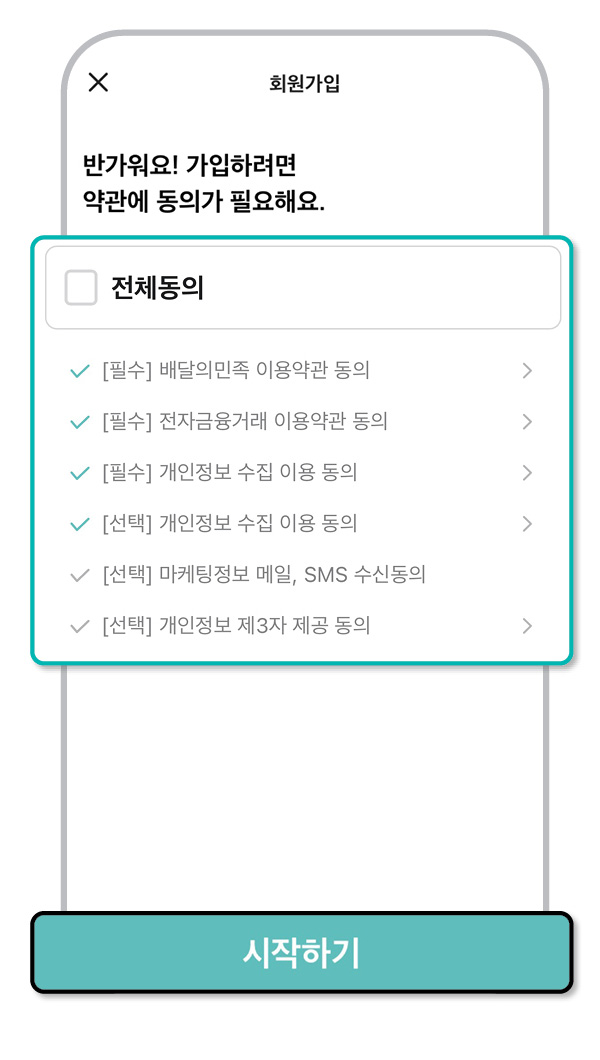 회원가입
반가워요! 가입하려면
약관에 동의가 필요해요.
전체동의
[필수] 배달의민족 이용약관 동의
[필수] 전자금융거래 이용약관 동의
[필수] 개인정보 수집 이용 동의
[선택] 개인정보 수집 이용 동의
[선택] 마케팅정보 메일, SMS 수신동의
[선택] 개인정보 제3자 제공 동의
시작하기